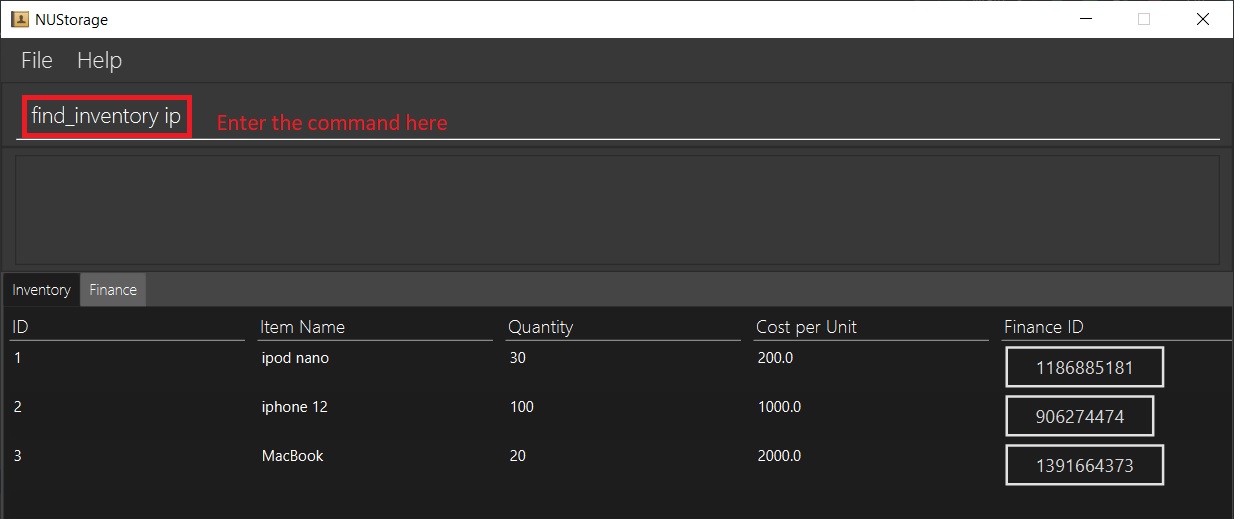 NUStorage
File Help
find_inventory ip Enter the command here
Inventory Finance
ID Item Name Quantity Cost per Unit Finance ID
1 ipod nano 30 200.0 1186885181
2 iphone 12 100 1000.0 906274474
3 MacBook 20 2000.0 1391664373